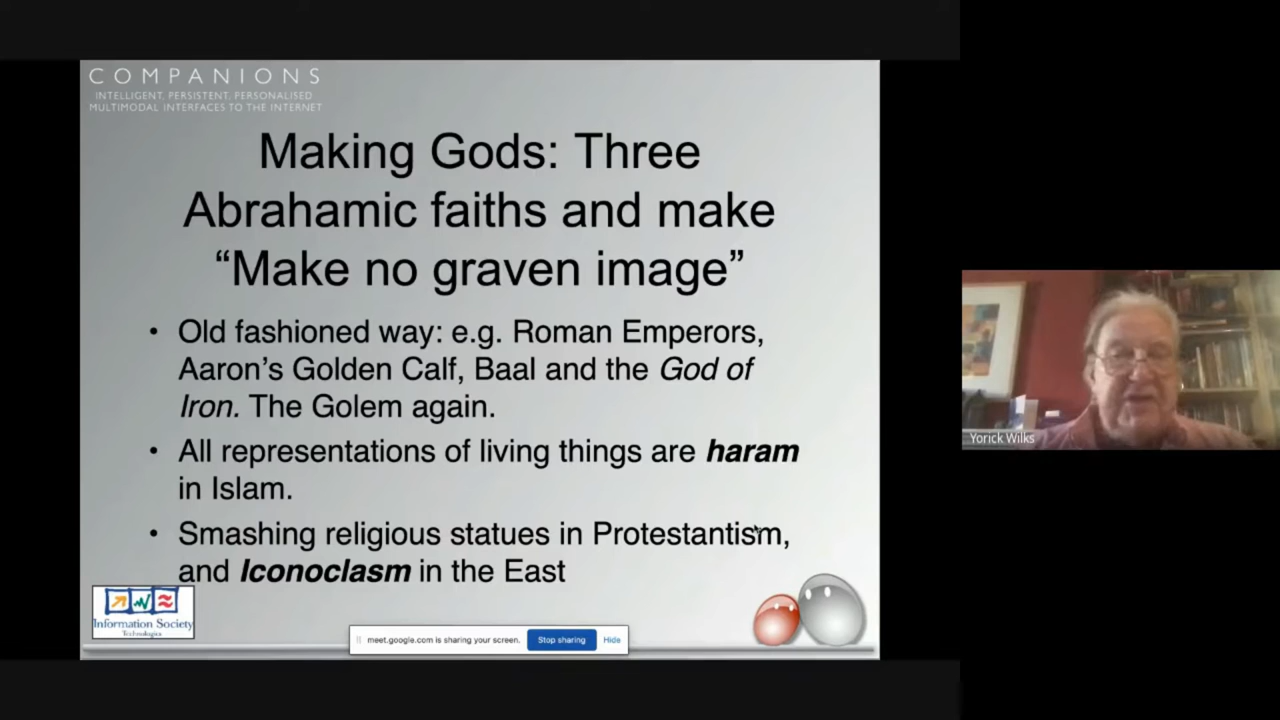 COMPANIONS
INTELLIGENT, PERSISTENT, PERSONALISED
MULTIMODAL INTERFACES TO THE INTERNET
Making Gods: Three
Abrahamic faiths and make
“Make no graven image”
• Old fashioned way: e.g. Roman Emperors,
Aaron’s Golden Calf, Baal and the God of
Iron. The Golem again.
• All representations of living things are haram
in Islam.
• Smashing religious statues in Protestantism,
and Iconoclasm in the East
Information Society
Technologies
meet.google.com is sharing your screen.
Stop sharing
Hide
Yorick Wilks